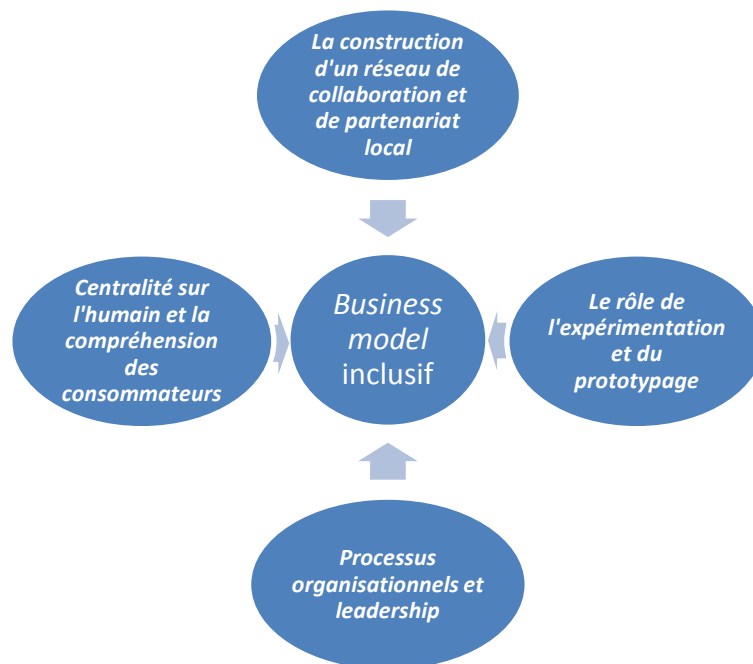 La construction
d'un réseau de
collaboration et
de partenariat
local
Centralité sur
l'humain et la
compréhension
des
consommateurs
Business
model
inclusif
Le rôle de
l'expérimentation
et du
prototypage
Processus
organisationnels et
leadership